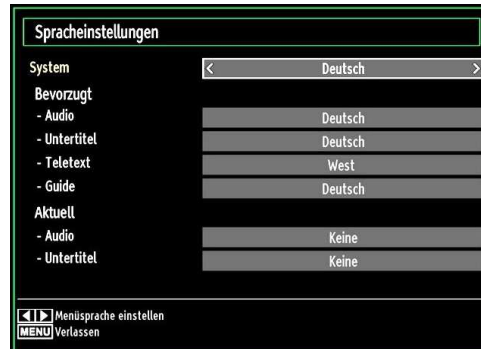 Spracheinstellungen
System < Deutsch >
Bevorzugt
- Audio Deutsch
- Untertitel Deutsch
- Teletext West
- Guide Deutsch
Aktuell
- Audio Keine
- Untertitel Keine
Menüsprache einstellen
MENU Verlassen